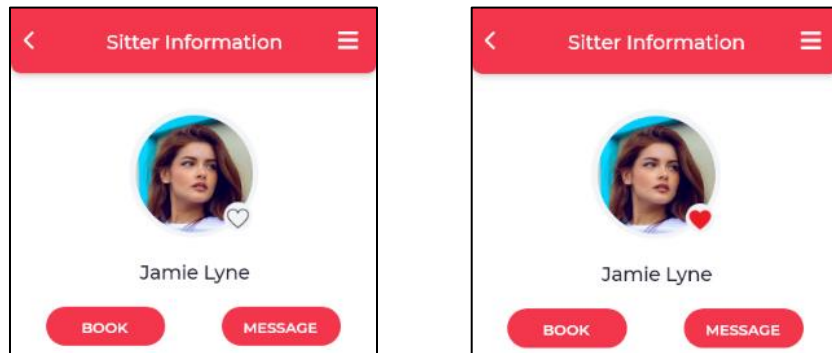 Sitter Information
Jamie Lyne
BOOK MESSAGE
Sitter Information
Jamie Lyne
BOOK MESSAGE